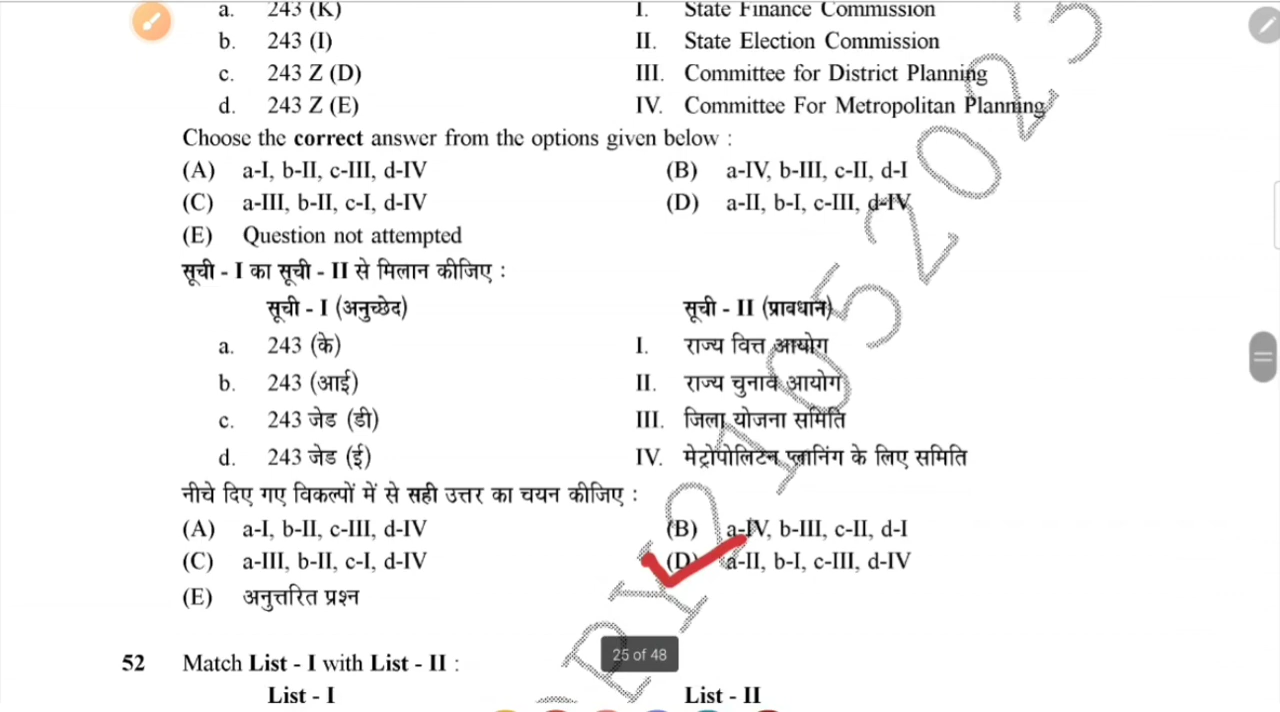 a. 243 (K) I. State Finance Commission
b. 243 (I) II. State Election Commission
c. 243 Z (D) III. Committee for District Planning
d. 243 Z (E) IV. Committee For Metropolitan Planning
Choose the correct answer from the options given below :
(A) a-I, b-II, c-III, d-IV (B) a-IV, b-III, c-II, d-I
(C) a-III, b-II, c-I, d-IV (D) a-II, b-I, c-III, d-IV
(E) Question not attempted
सूची - I का सूची - II से मिलान कीजिए :
सूची - I (अनुच्छेद) सूची - II (प्रावधान)
a. 243 (के) I. राज्य वित्त आयोग
b. 243 (आई) II. राज्य चुनाव आयोग
c. 243 जेड (डी) III. जिला योजना समिति
d. 243 जेड (ई) IV. मेट्रोपोलिटेन प्लानिंग के लिए समिति
नीचे दिए गए विकल्पों में से सही उत्तर का चयन कीजिए :
(A) a-I, b-II, c-III, d-IV (B) a-IV, b-III, c-II, d-I
(C) a-III, b-II, c-I, d-IV (D) a-II, b-I, c-III, d-IV
(E) अनुत्तरित प्रश्न
25 of 48
52 Match List - I with List - II :
List - I List - II